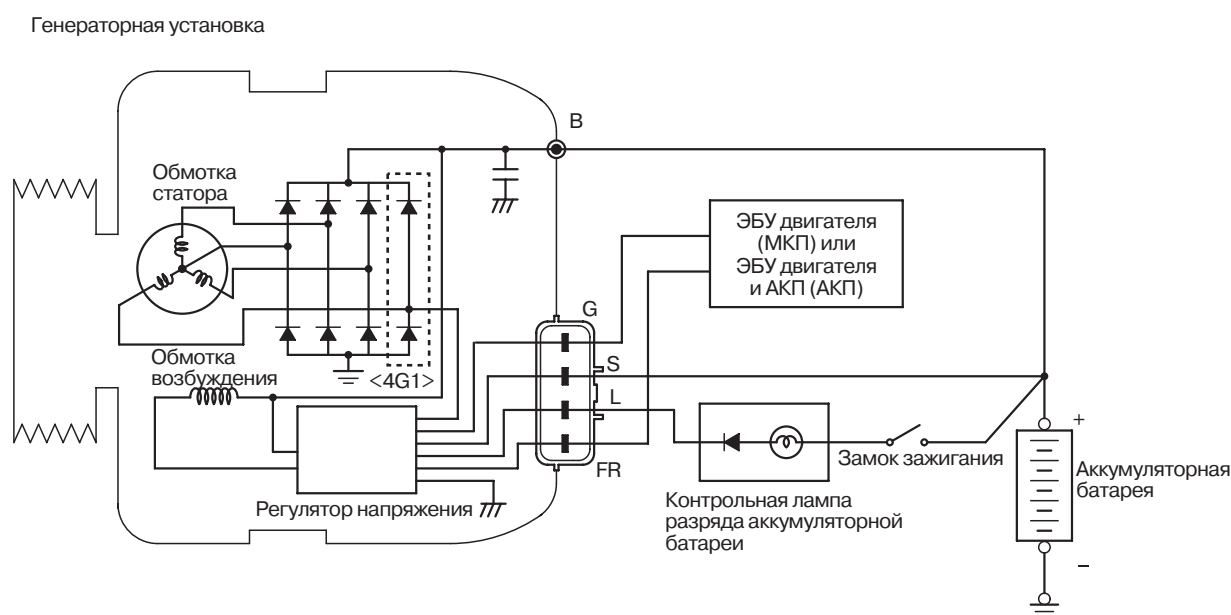 Генераторная установка
B
Обмотка
статора
ЭБУ двигателя
(МКП) или
ЭБУ двигателя
и АКП (АКП)
G
Обмотка
возбуждения
<4G1>
S
L
+
Замок зажигания
Аккумуляторная
батарея
FR
Регулятор напряжения
Контрольная лампа
разряда аккумуляторной
батареи
–